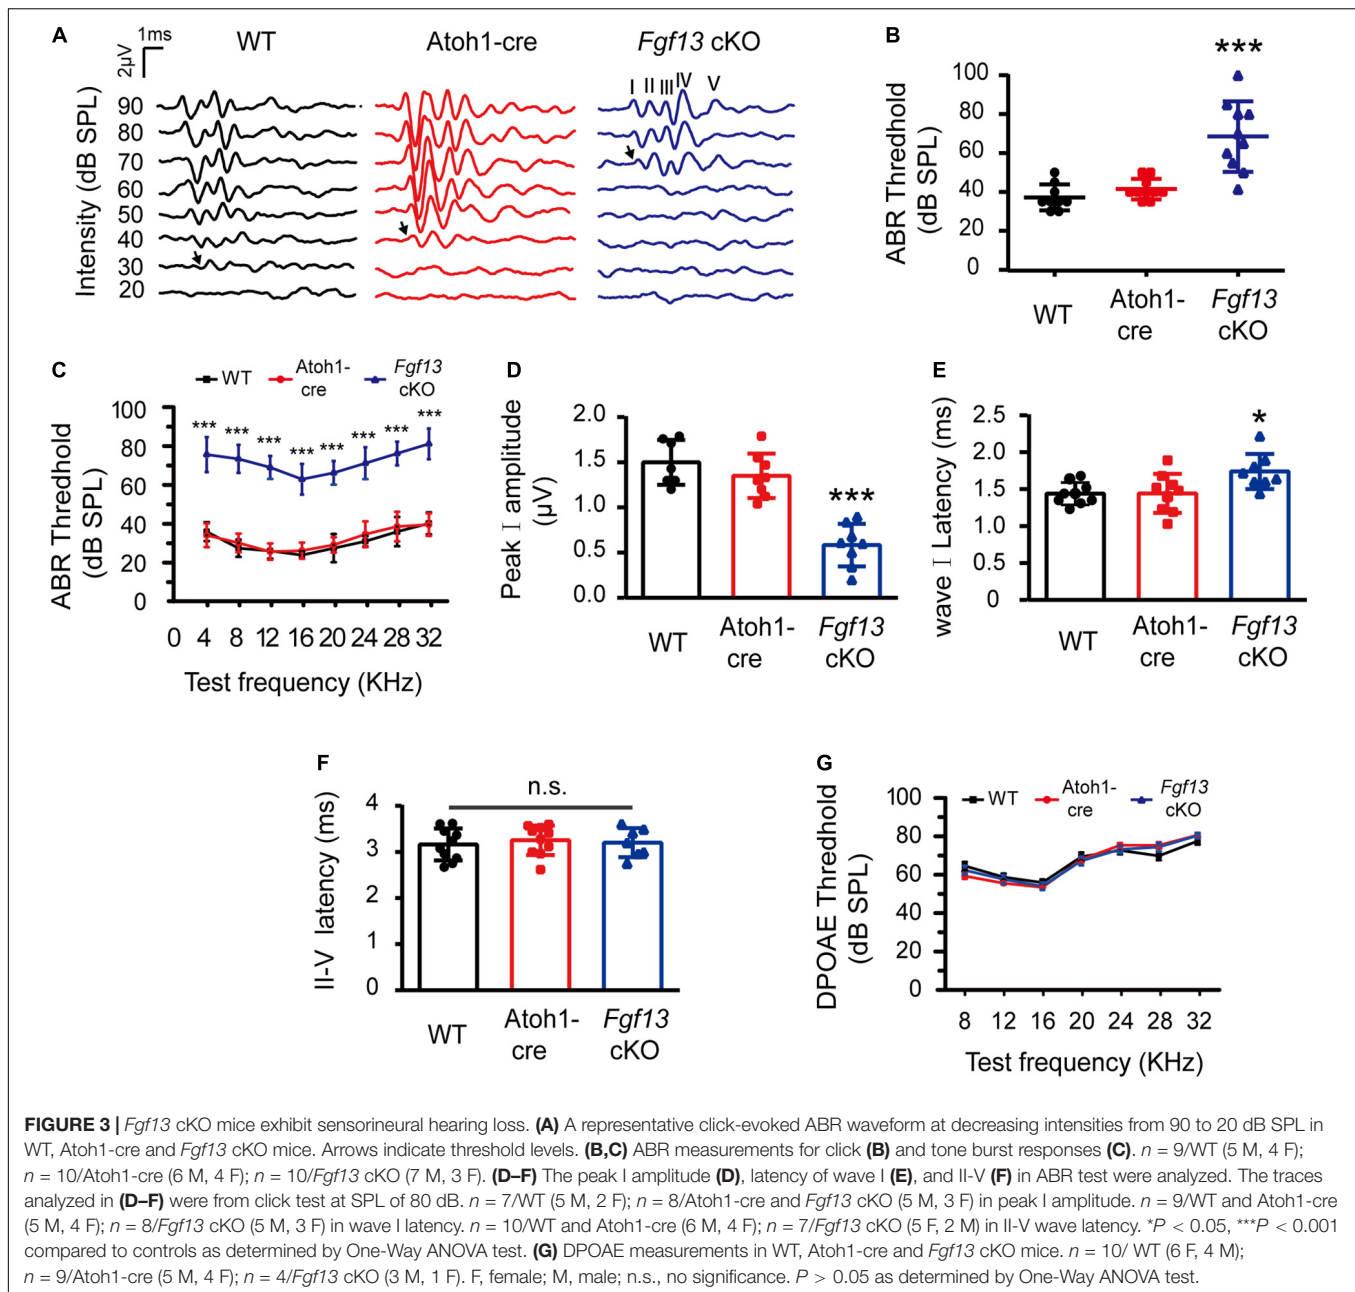 A
1ms
2μV
WT
Atoh1-cre
Fgf13 cKO
I II III IV V
Intensity (dB SPL)
90
80
70
60
50
40
30
20
B
***
ABR Thredhold
(dB SPL)
100
80
60
40
20
0
WT
Atoh1-
cre
Fgf13
cKO
C
WT
Atoh1-
cre
Fgf13
cKO
ABR Thredhold
(dB SPL)
100
80
60
40
20
0
*** *** *** *** *** *** *** ***
0 4 8 12 16 20 24 28 32
Test frequency (KHz)
D
Peak I amplitude
(μV)
2.0
1.5
1.0
0.5
0.0
***
WT
Atoh1-
cre
Fgf13
cKO
E
wave I Latency (ms)
2.5
2.0
1.5
1.0
0.5
0
*
WT
Atoh1-
cre
Fgf13
cKO
F
n.s.
II-V latency (ms)
4
3
2
1
0
WT
Atoh1-
cre
Fgf13
cKO
G
WT
Atoh1-
cre
Fgf13
cKO
DPOAE Thredhold
(dB SPL)
100
80
60
40
20
0
8 12 16 20 24 28 32
Test frequency (KHz)
FIGURE 3 | Fgf13 cKO mice exhibit sensorineural hearing loss. (A) A representative click-evoked ABR waveform at decreasing intensities from 90 to 20 dB SPL in
WT, Atoh1-cre and Fgf13 cKO mice. Arrows indicate threshold levels. (B,C) ABR measurements for click (B) and tone burst responses (C). n = 9/WT (5 M, 4 F);
n = 10/Atoh1-cre (6 M, 4 F); n = 10/Fgf13 cKO (7 M, 3 F). (D–F) The peak I amplitude (D), latency of wave I (E), and II-V (F) in ABR test were analyzed. The traces
analyzed in (D–F) were from click test at SPL of 80 dB. n = 7/WT (5 M, 2 F); n = 8/Atoh1-cre and Fgf13 cKO (5 M, 3 F) in peak I amplitude. n = 9/WT and Atoh1-cre
(5 M, 4 F); n = 8/Fgf13 cKO (5 M, 3 F) in wave I latency. n = 10/WT and Atoh1-cre (6 M, 4 F); n = 7/Fgf13 cKO (5 F, 2 M) in II-V wave latency. *P < 0.05, ***P < 0.001
compared to controls as determined by One-Way ANOVA test. (G) DPOAE measurements in WT, Atoh1-cre and Fgf13 cKO mice. n = 10/ WT (6 F, 4 M);
n = 9/Atoh1-cre (5 M, 4 F); n = 4/Fgf13 cKO (3 M, 1 F). F, female; M, male; n.s., no significance. P > 0.05 as determined by One-Way ANOVA test.